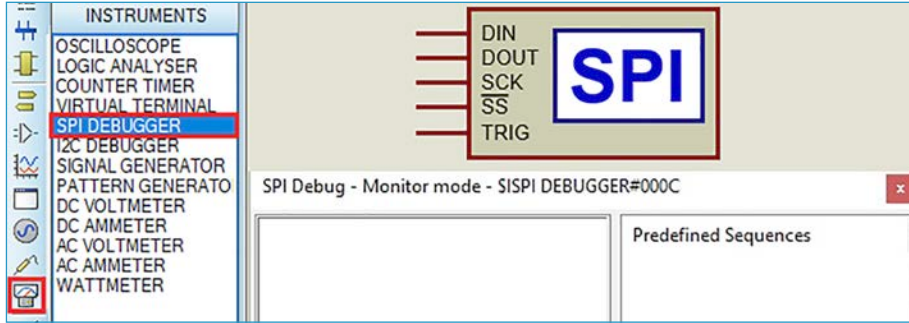 INSTRUMENTS
OSCILLOSCOPE
LOGIC ANALYSER
COUNTER TIMER
VIRTUAL TERMINAL
SPI DEBUGGER
I2C DEBUGGER
SIGNAL GENERATOR
PATTERN GENERATO
DC VOLTMETER
DC AMMETER
AC VOLTMETER
AC AMMETER
WATTMETER
DIN
DOUT
SCK
SS
TRIG
SPI
SPI Debug - Monitor mode - SISPI DEBUGGER#000C
x
Predefined Sequences